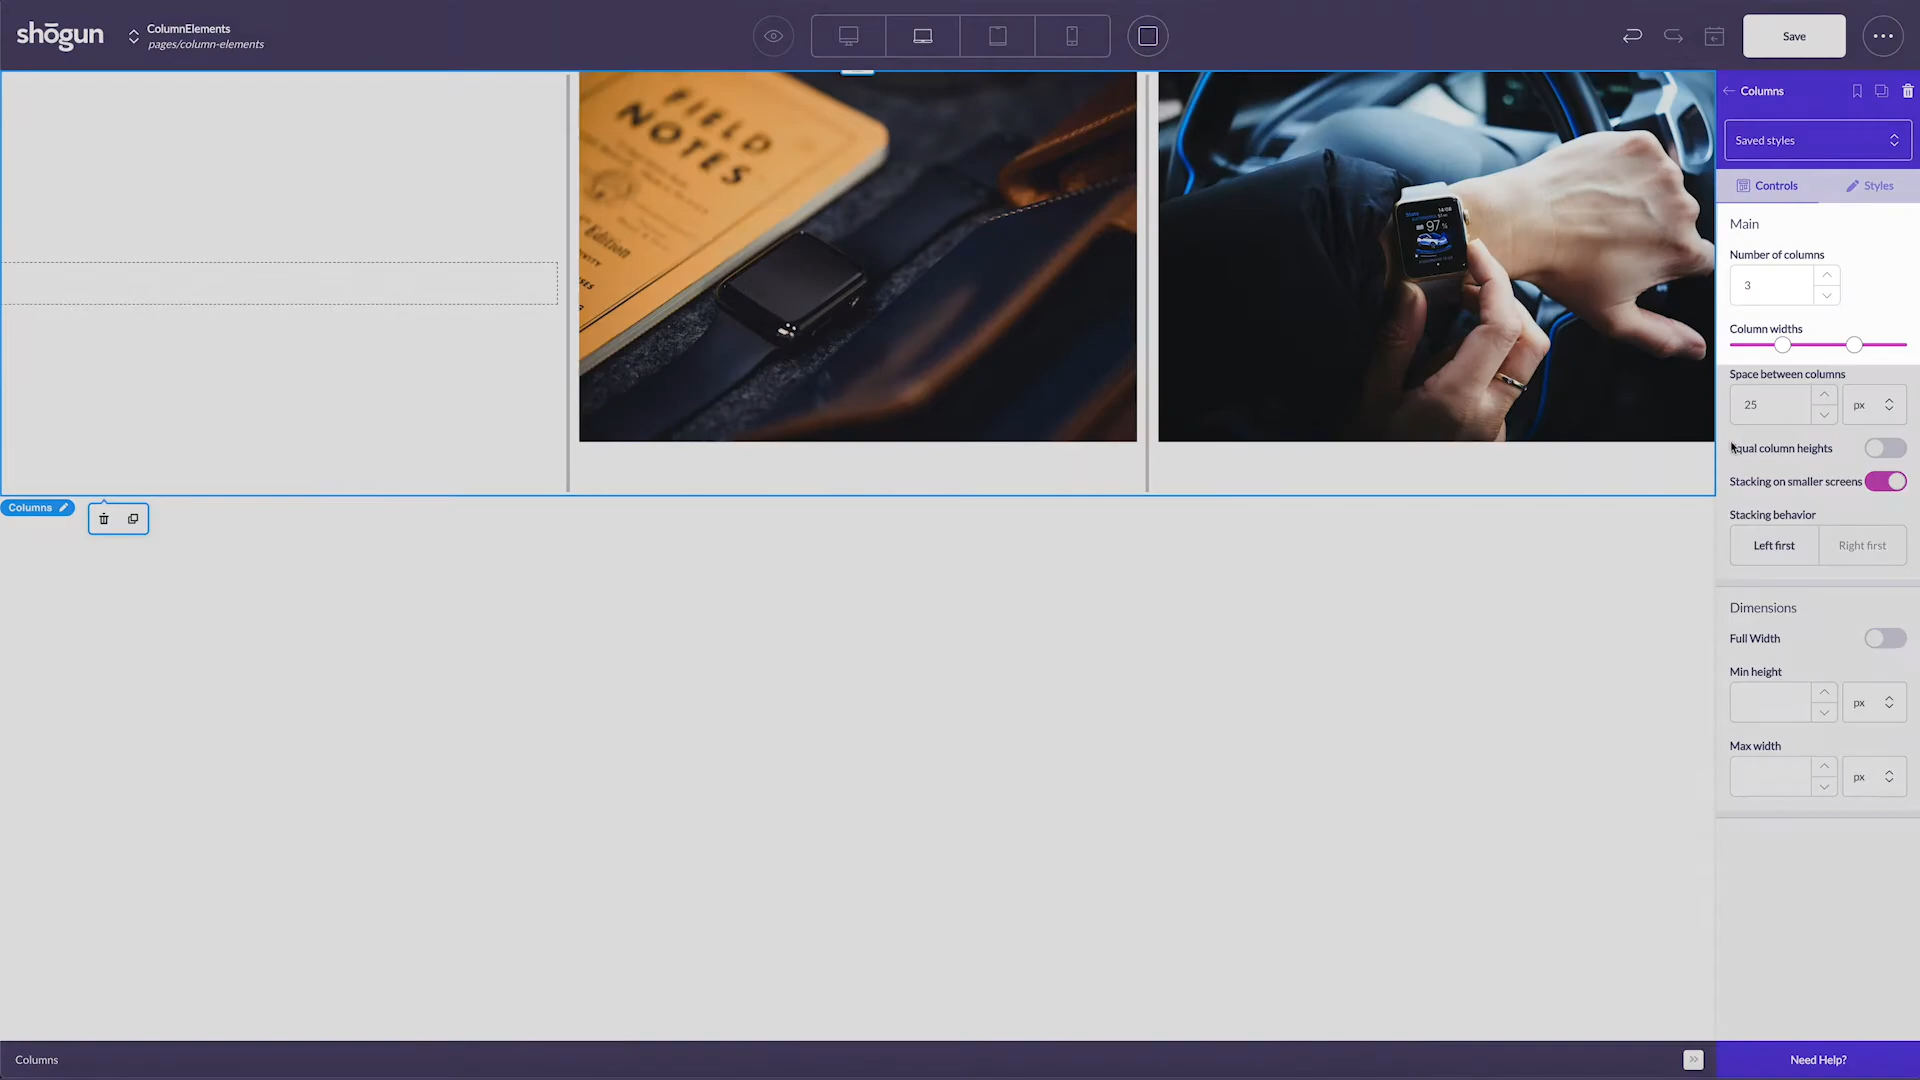 shōgun
ColumnElements
pages/column-elements
Save
Columns
Saved styles
Controls
Styles
Main
Number of columns
3
Column widths
Space between columns
25
px
qual column heights
Stacking on smaller screens
Stacking behavior
Left first
Right first
Dimensions
Full Width
Min height
px
Max width
px
FIELD
NOTES
Edition
97%
Columns
Columns
Need Help?